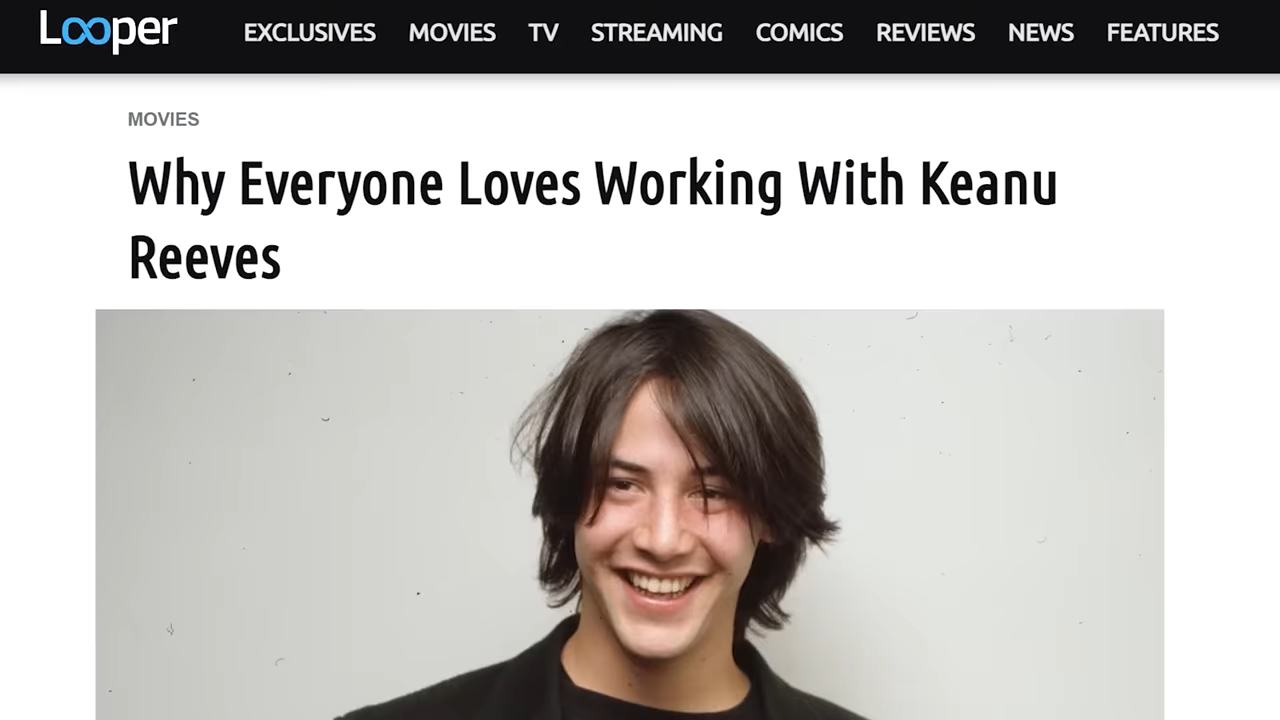 Looper EXCLUSIVES MOVIES TV STREAMING COMICS REVIEWS NEWS FEATURES
MOVIES
Why Everyone Loves Working With Keanu
Reeves